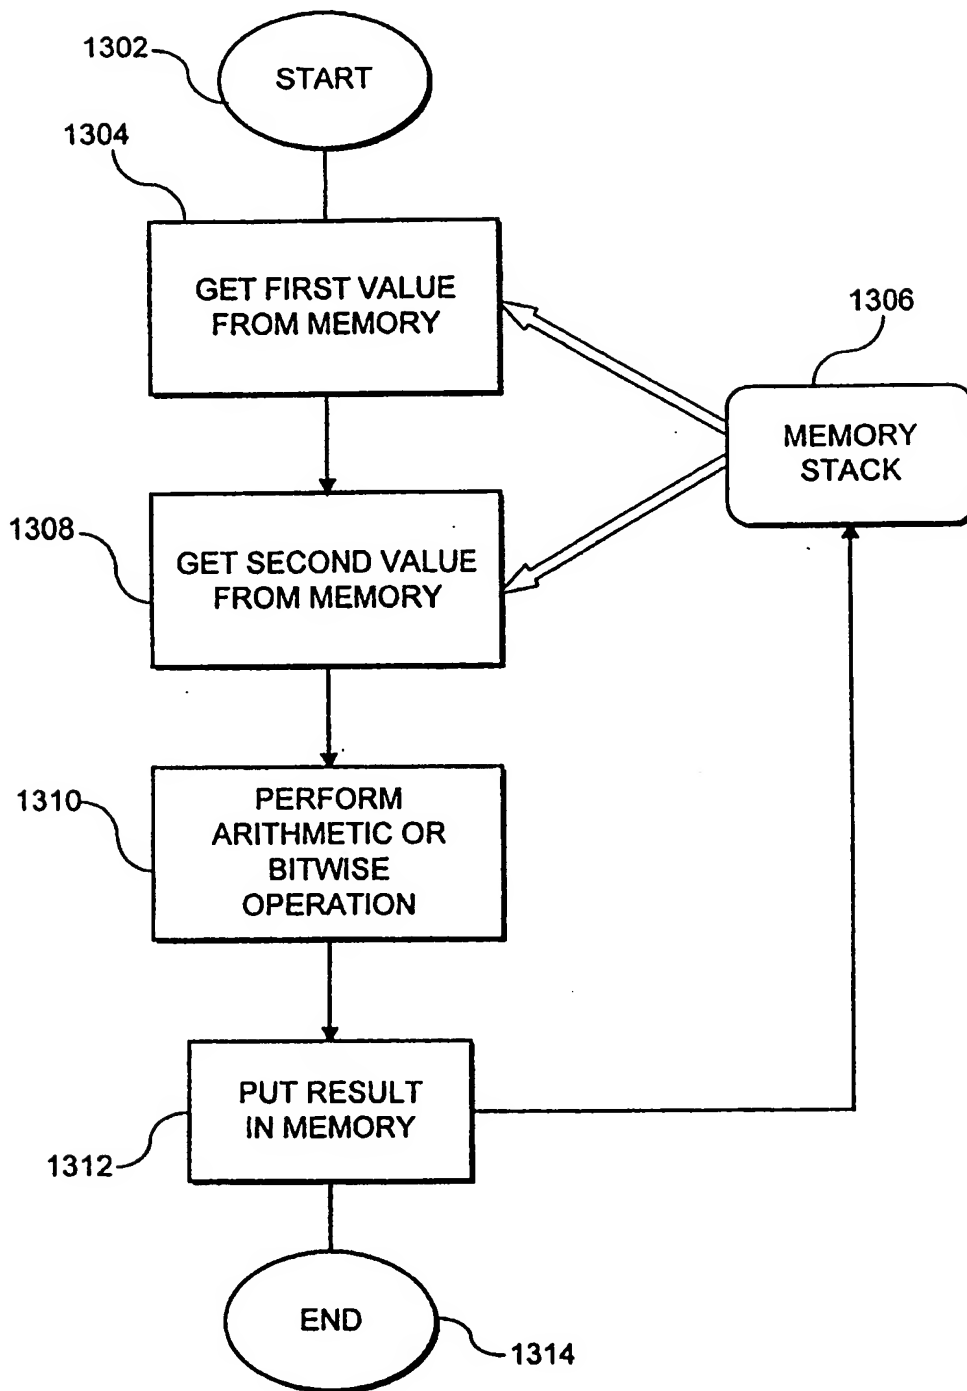 1302
START
1304
GET FIRST VALUE
FROM MEMORY
1306
MEMORY
STACK
1308
GET SECOND VALUE
FROM MEMORY
1310
PERFORM
ARITHMETIC OR
BITWISE
OPERATION
PUT RESULT
IN MEMORY
1312
END
1314